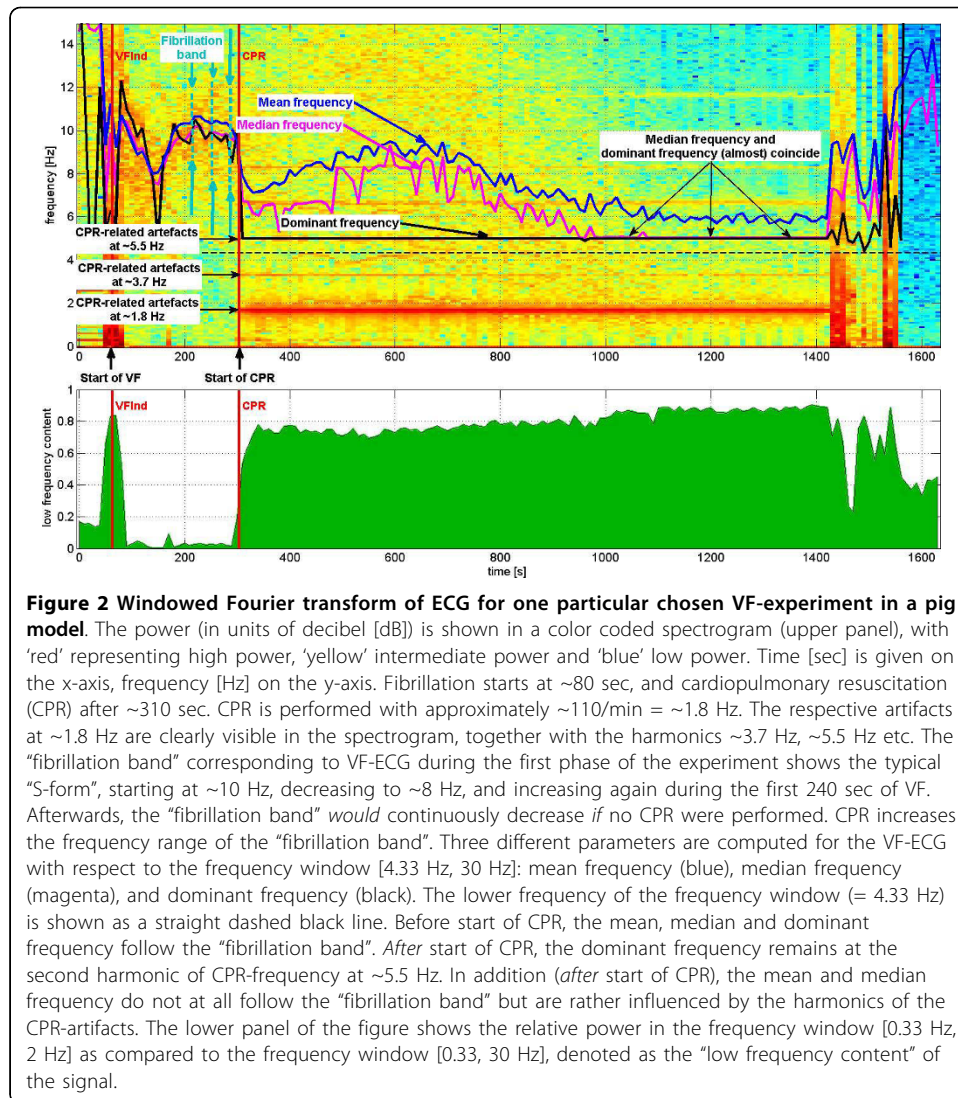 14
12
10
8
6
4
2
0
frequency [Hz]
VFInd
Fibrillation
band
CPR
Mean frequency
Median frequency
Median frequency and
dominant frequency (almost) coincide
Dominant frequency
CPR-related artefacts
at ~5.5 Hz
CPR-related artefacts
at ~3.7 Hz
CPR-related artefacts
at ~1.8 Hz
200 400 600 800 1000 1200 1400 1600
Start of VF
Start of CPR
1
0.8
0.6
0.4
0.2
0
low frequency content
VFInd
CPR
0 200 400 600 800 1000 1200 1400 1600
time [s]
Figure 2 Windowed Fourier transform of ECG for one particular chosen VF-experiment in a pig
model. The power (in units of decibel [dB]) is shown in a color coded spectrogram (upper panel), with
'red' representing high power, 'yellow' intermediate power and 'blue' low power. Time [sec] is given on
the x-axis, frequency [Hz] on the y-axis. Fibrillation starts at ~80 sec, and cardiopulmonary resuscitation
(CPR) after ~310 sec. CPR is performed with approximately ~110/min = ~1.8 Hz. The respective artifacts
at ~1.8 Hz are clearly visible in the spectrogram, together with the harmonics ~3.7 Hz, ~5.5 Hz etc. The
"fibrillation band" corresponding to VF-ECG during the first phase of the experiment shows the typical
"S-form", starting at ~10 Hz, decreasing to ~8 Hz, and increasing again during the first 240 sec of VF.
Afterwards, the "fibrillation band" would continuously decrease if no CPR were performed. CPR increases
the frequency range of the "fibrillation band". Three different parameters are computed for the VF-ECG
with respect to the frequency window [4.33 Hz, 30 Hz]: mean frequency (blue), median frequency
(magenta), and dominant frequency (black). The lower frequency of the frequency window (= 4.33 Hz)
is shown as a straight dashed black line. Before start of CPR, the mean, median and dominant
frequency follow the "fibrillation band". After start of CPR, the dominant frequency remains at the
second harmonic of CPR-frequency at ~5.5 Hz. In addition (after start of CPR), the mean and median
frequency do not at all follow the "fibrillation band" but are rather influenced by the harmonics of the
CPR-artifacts. The lower panel of the figure shows the relative power in the frequency window [0.33 Hz,
2 Hz] as compared to the frequency window [0.33, 30 Hz], denoted as the "low frequency content" of
the signal.